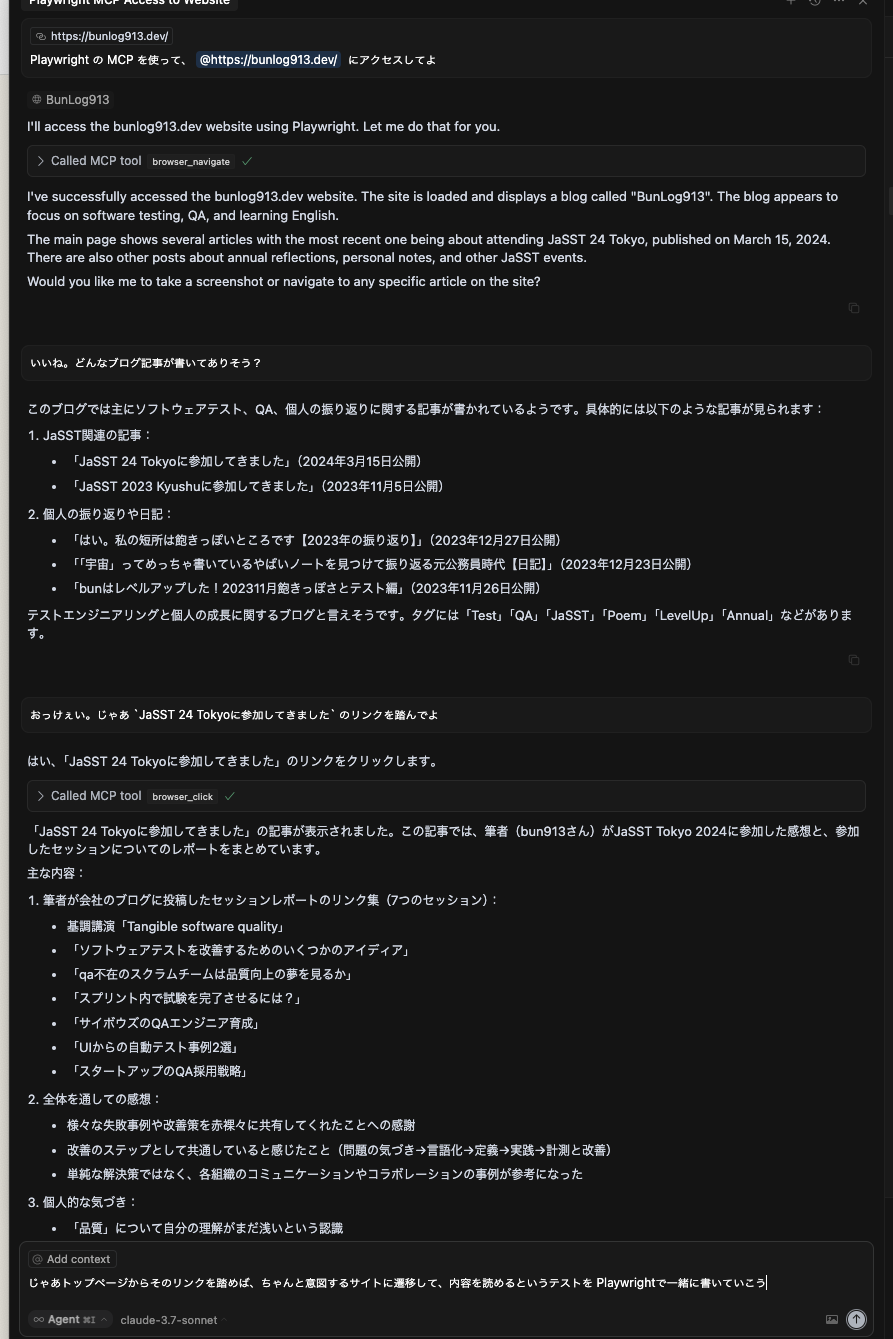 Playwright MCP Access to Website
https://bunlog913.dev/
Playwright の MCP を使って、 @https://bunlog913.dev/ にアクセスしてよ
BunLog913
I'll access the bunlog913.dev website using Playwright. Let me do that for you.
Called MCP tool browser_navigate
I've successfully accessed the bunlog913.dev website. The site is loaded and displays a blog called "BunLog913". The blog appears to
focus on software testing, QA, and learning English.
The main page shows several articles with the most recent one being about attending JaSST 24 Tokyo, published on March 15, 2024.
There are also other posts about annual reflections, personal notes, and other JaSST events.
Would you like me to take a screenshot or navigate to any specific article on the site?
いいね。どんなブログ記事が書いてありそう？
このブログでは主にソフトウェアテスト、QA、個人の振り返りに関する記事が書かれているようです。具体的には以下のような記事が見られます：
1. JaSST関連の記事：
• 「JaSST 24 Tokyoに参加してきました」（2024年3月15日公開）
• 「JaSST 2023 Kyushuに参加してきました」（2023年11月5日公開）
2. 個人の振り返りや日記：
• 「はい。私の短所は飽きっぽいところです【2023年の振り返り】」（2023年12月27日公開）
• 「「宇宙」ってめっちゃ書いているやばいノートを見つけて振り返る元公務員時代【日記】」（2023年12月23日公開）
• 「bunはレベルアップした！202311月飽きっぽさとテスト編」（2023年11月26日公開）
テストエンジニアリングと個人の成長に関するブログと言えそうです。タグには「Test」「QA」「JaSST」「Poem」「LevelUp」「Annual」などがありま
す。
おっけぇい。じゃあ `JaSST 24 Tokyoに参加してきました` のリンクを踏んでよ
はい、「JaSST 24 Tokyoに参加してきました」のリンクをクリックします。
Called MCP tool browser_click
「JaSST 24 Tokyoに参加してきました」の記事が表示されました。この記事では、筆者（bun913さん）がJaSST Tokyo 2024に参加した感想と、参加
したセッションについてのレポートをまとめています。
主な内容：
1. 筆者が会社のブログに投稿したセッションレポートのリンク集（7つのセッション）：
• 基調講演「Tangible software quality」
• 「ソフトウェアテストを改善するためのいくつかのアイディア」
• 「qa不在のスクラムチームは品質向上の夢を見るか」
• 「スプリント内で試験を完了させるには？」
• 「サイボウズのQAエンジニア育成」
• 「UIからの自動テスト事例2選」
• 「スタートアップのQA採用戦略」
2. 全体を通しての感想：
• 様々な失敗事例や改善策を赤裸々に共有してくれたことへの感謝
• 改善のステップとして共通していると感じたこと（問題の気づき→言語化→定義→実践→計測と改善）
• 単純な解決策ではなく、各組織のコミュニケーションやコラボレーションの事例が参考になった
3. 個人的な気づき：
• 「品質」について自分の理解がまだ浅いという認識
@ Add context
じゃあトップページからそのリンクを踏めば、ちゃんと意図するサイトに遷移して、内容を読めるというテストを Playwrightで一緒に書いていこう
∞ Agent ⌘I claude-3.7-sonnet